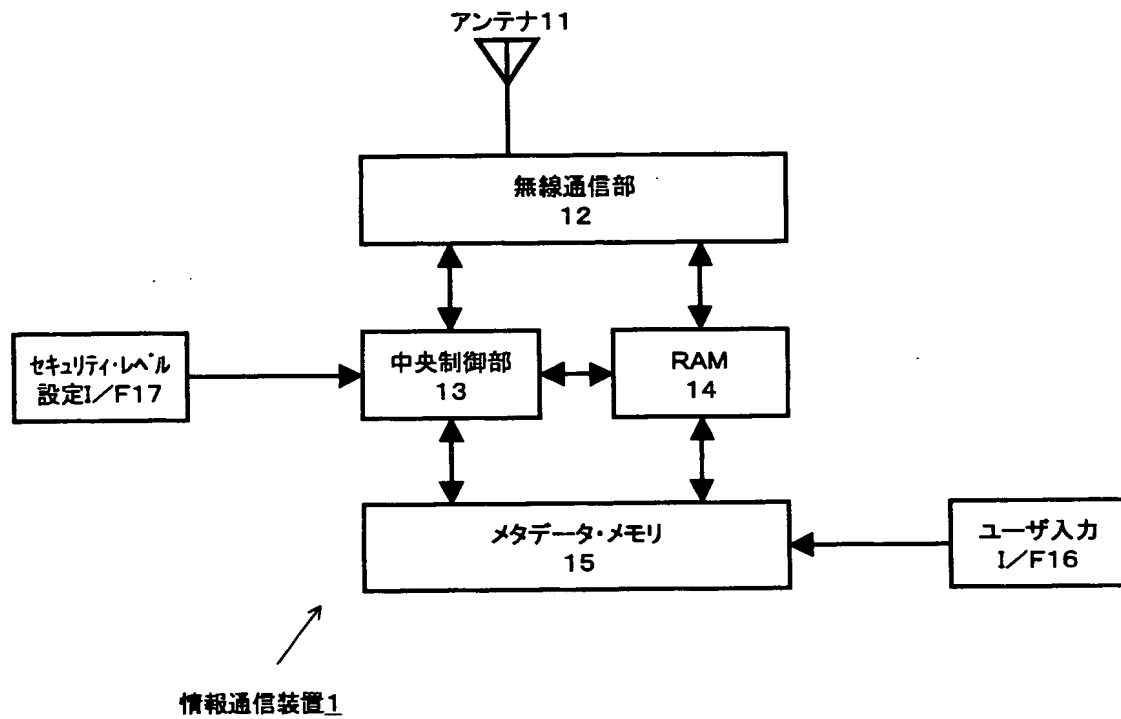 アンテナ11
無線通信部
12
セキュリティ・レベル
設定I/F17
中央制御部
13
RAM
14
メタデータ・メモリ
15
ユーザ入力
I/F16
情報通信装置1